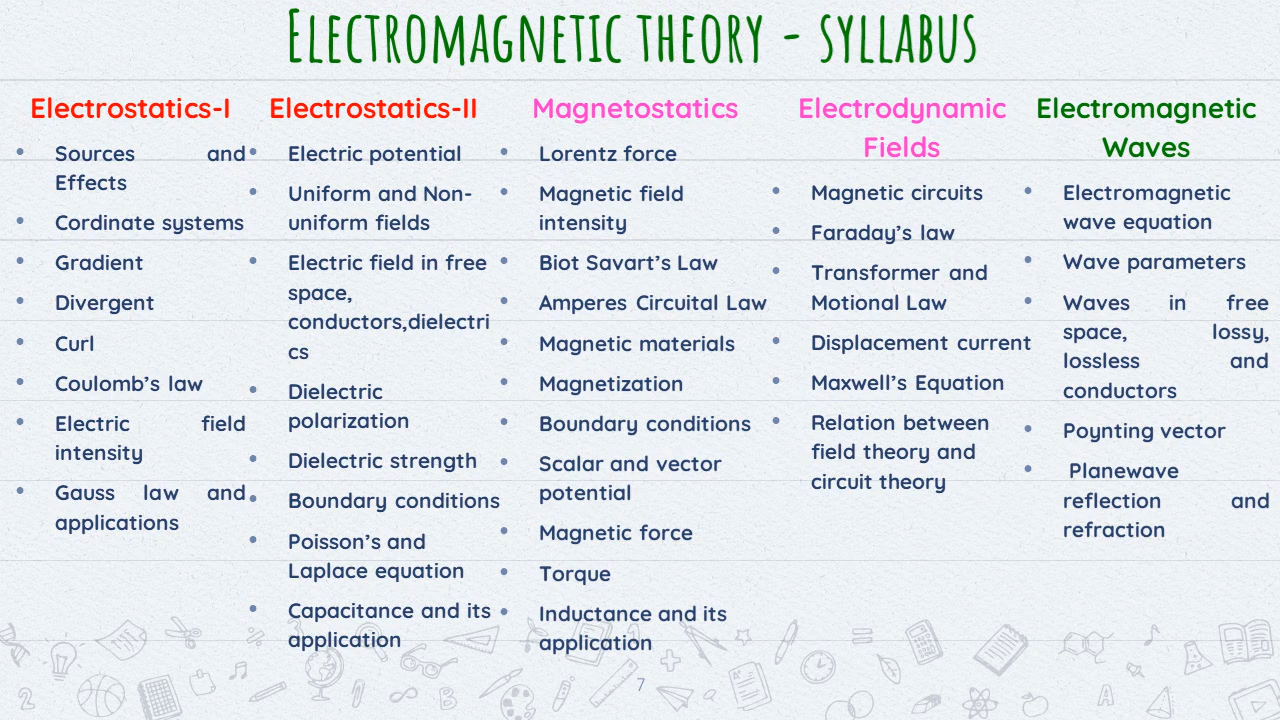 Electromagnetic theory - syllabus
Electrostatics-I
Sources and
Effects
Cordinate systems
Gradient
Divergent
Curl
Coulomb's law
Electric field
intensity
Gauss law and
applications
Electrostatics-II
Electric potential
Uniform and Non-
uniform fields
Electric field in free
space,
conductors,dielectri
cs
Dielectric
polarization
Dielectric strength
Boundary conditions
Poisson's and
Laplace equation
Capacitance and its
application
Magnetostatics
Lorentz force
Magnetic field
intensity
Biot Savart's Law
Amperes Circuital Law
Magnetic materials
Magnetization
Boundary conditions
Scalar and vector
potential
Magnetic force
Torque
Inductance and its
application
Electrodynamic
Fields
Magnetic circuits
Faraday's law
Transformer and
Motional Law
Displacement current
Maxwell's Equation
Relation between
field theory and
circuit theory
Electromagnetic
Waves
Electromagnetic
wave equation
Wave parameters
Waves in free
space, lossy,
lossless and
conductors
Poynting vector
Planewave
reflection and
refraction
7